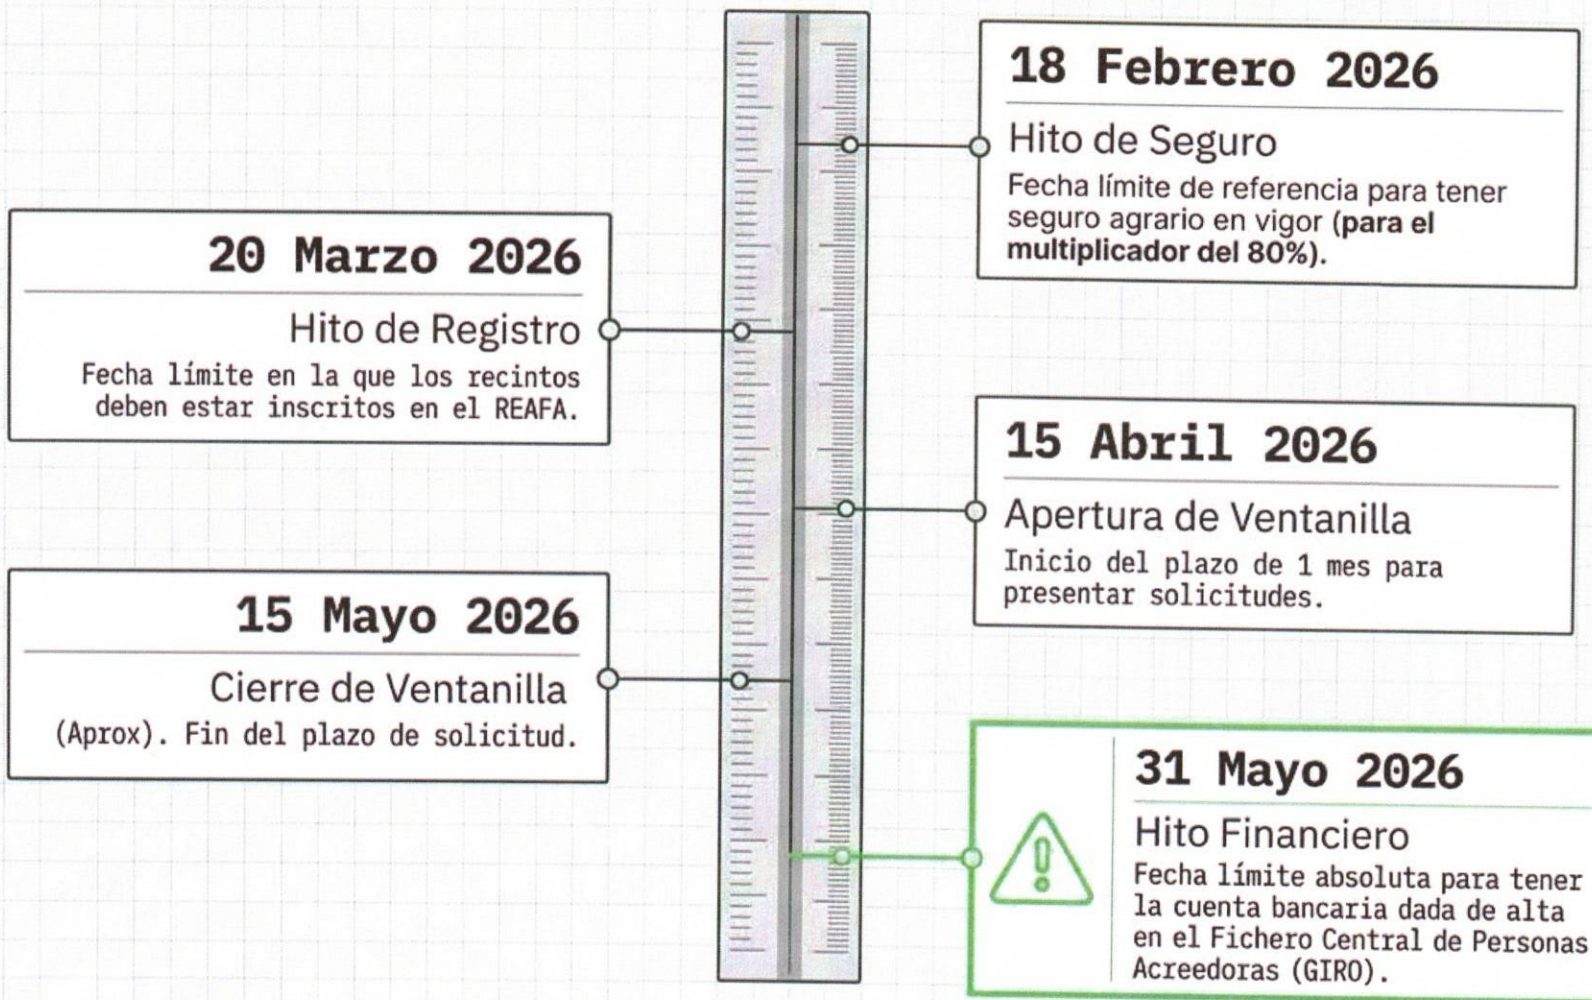 18 Febrero 2026
Hito de Seguro
Fecha límite de referencia para tener
seguro agrario en vigor (para el
multiplicador del 80%).
20 Marzo 2026
Hito de Registro
Fecha límite en la que los recintos
deben estar inscritos en el REAFA.
15 Abril 2026
Apertura de Ventanilla
Inicio del plazo de 1 mes para
presentar solicitudes.
15 Mayo 2026
Cierre de Ventanilla
(Aprox). Fin del plazo de solicitud.
31 Mayo 2026
Hito Financiero
Fecha límite absoluta para tener
la cuenta bancaria dada de alta
en el Fichero Central de Personas
Acreedoras (GIRO).